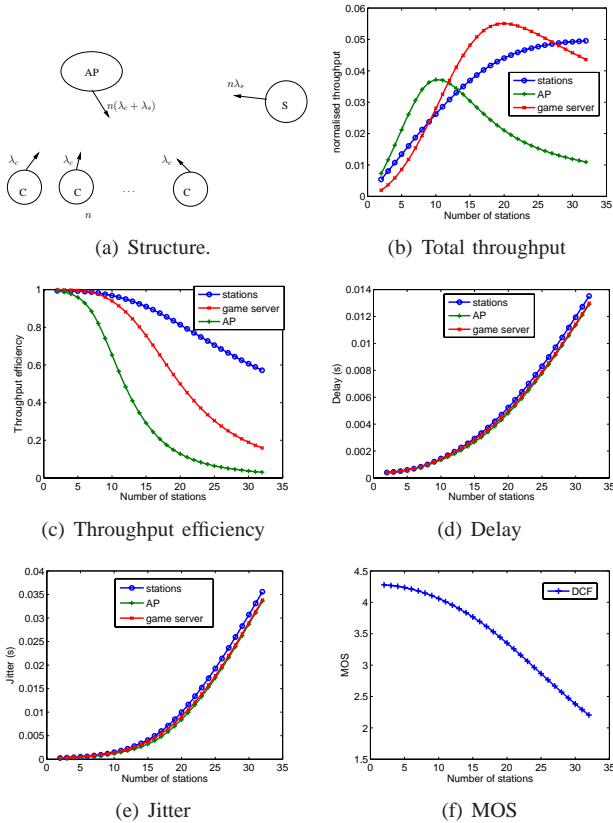 AP
n(λc + λs)
nλs
S
λc
λc
λc
C
C
. . .
C
n
(a) Structure.
0.06
0.05
0.04
0.03
0.02
0.01
0
normalised throughput
stations
AP
game server
0 5 10 15 20 25 30 35
Number of stations
(b) Total throughput
1
0.8
0.6
0.4
0.2
0
Throughput efficiency
stations
game server
AP
0 5 10 15 20 25 30 35
Number of stations
(c) Throughput efficiency
0.014
0.012
0.01
0.008
0.006
0.004
0.002
0
Delay (s)
stations
AP
game server
0 5 10 15 20 25 30 35
Number of stations
(d) Delay
0.04
0.035
0.03
0.025
0.02
0.015
0.01
0.005
0
Jitter (s)
stations
AP
game server
0 5 10 15 20 25 30 35
Number of stations
(e) Jitter
4.5
4
3.5
3
2.5
2
1.5
MOS
DCF
0 5 10 15 20 25 30 35
Number of stations
(f) MOS